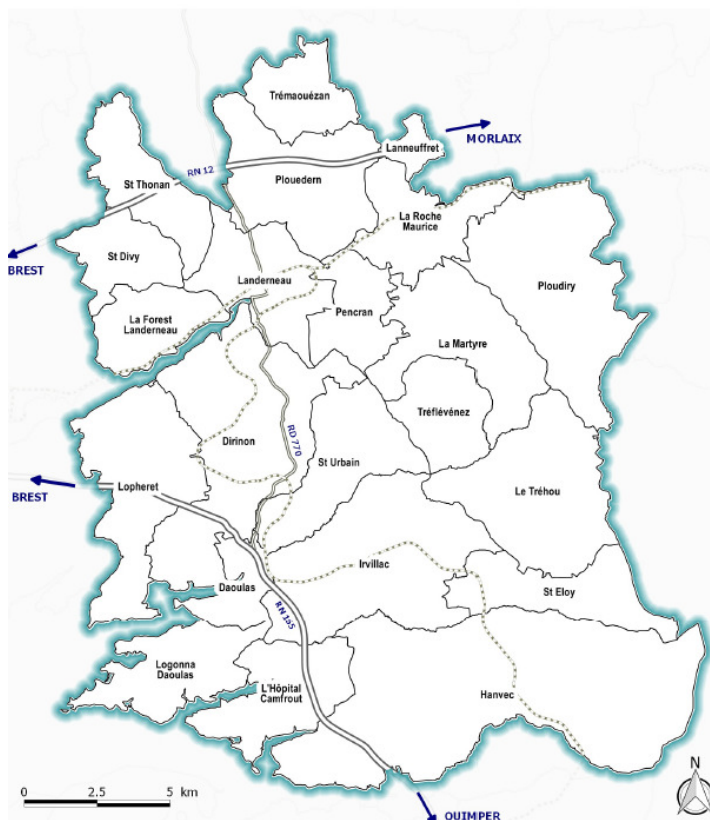 Trémaouézan
MORLAIX
Lanneuffret
RN 12
Plouedern
St Thonan
La Roche
Maurice
St Divy
BREST
Landerneau
Ploudiry
Pencran
La Forest
Landerneau
La Martyre
Tréflévénez
RD 770
Dirinon
St Urbain
Lopheret
BREST
Le Tréhou
Irvillac
Daoulas
St Eloy
RN 165
Logonna
Daoulas
L'Hôpital
Camfrout
Hanvec
N
0 2.5 5 km
QUIMPER